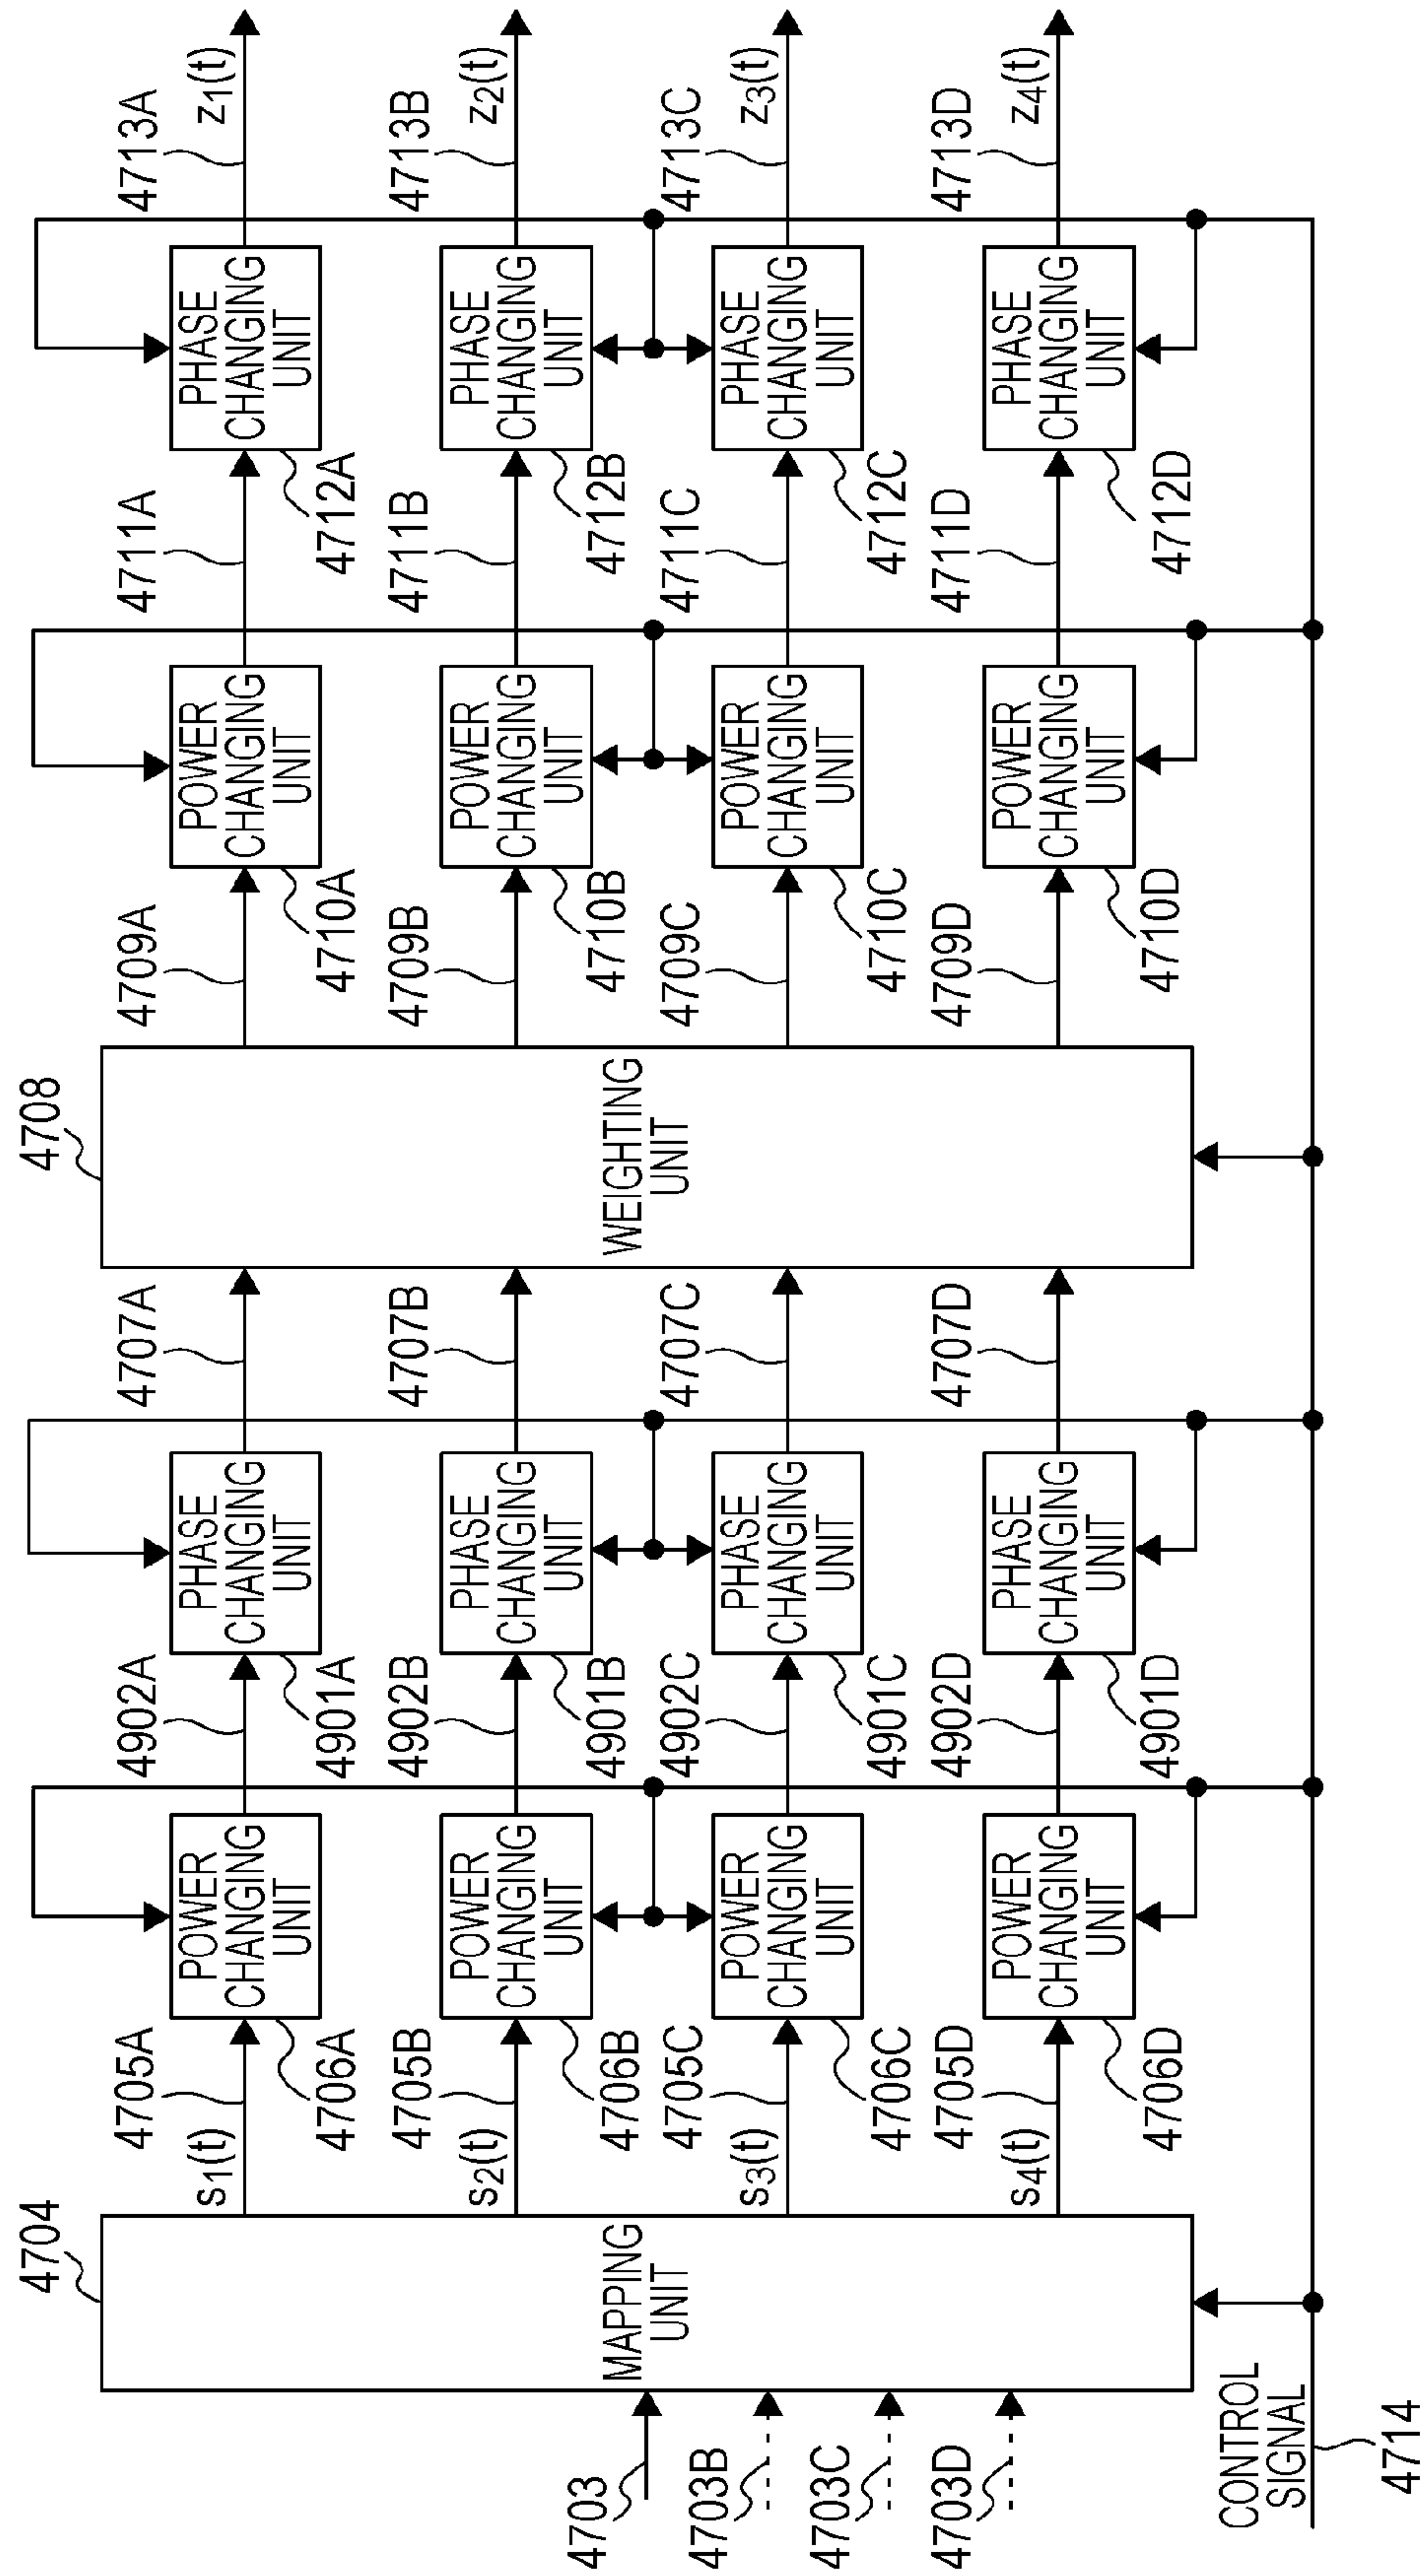 4704
MAPPING
UNIT
4703
4703B
4703C
4703D
CONTROL
SIGNAL
4714
s1(t)
4705A
4706A
POWER
CHANGING
UNIT
4902A
4901A
PHASE
CHANGING
UNIT
4707A
s2(t)
4705B
4706B
POWER
CHANGING
UNIT
4902B
4901B
PHASE
CHANGING
UNIT
4707B
s3(t)
4705C
4706C
POWER
CHANGING
UNIT
4902C
4901C
PHASE
CHANGING
UNIT
4707C
s4(t)
4705D
4706D
POWER
CHANGING
UNIT
4902D
4901D
PHASE
CHANGING
UNIT
4707D
4708
WEIGHTING
UNIT
4709A
4710A
POWER
CHANGING
UNIT
4711A
4712A
PHASE
CHANGING
UNIT
4713A
z1(t)
4709B
4710B
POWER
CHANGING
UNIT
4711B
4712B
PHASE
CHANGING
UNIT
4713B
z2(t)
4709C
4710C
POWER
CHANGING
UNIT
4711C
4712C
PHASE
CHANGING
UNIT
4713C
z3(t)
4709D
4710D
POWER
CHANGING
UNIT
4711D
4712D
PHASE
CHANGING
UNIT
4713D
z4(t)